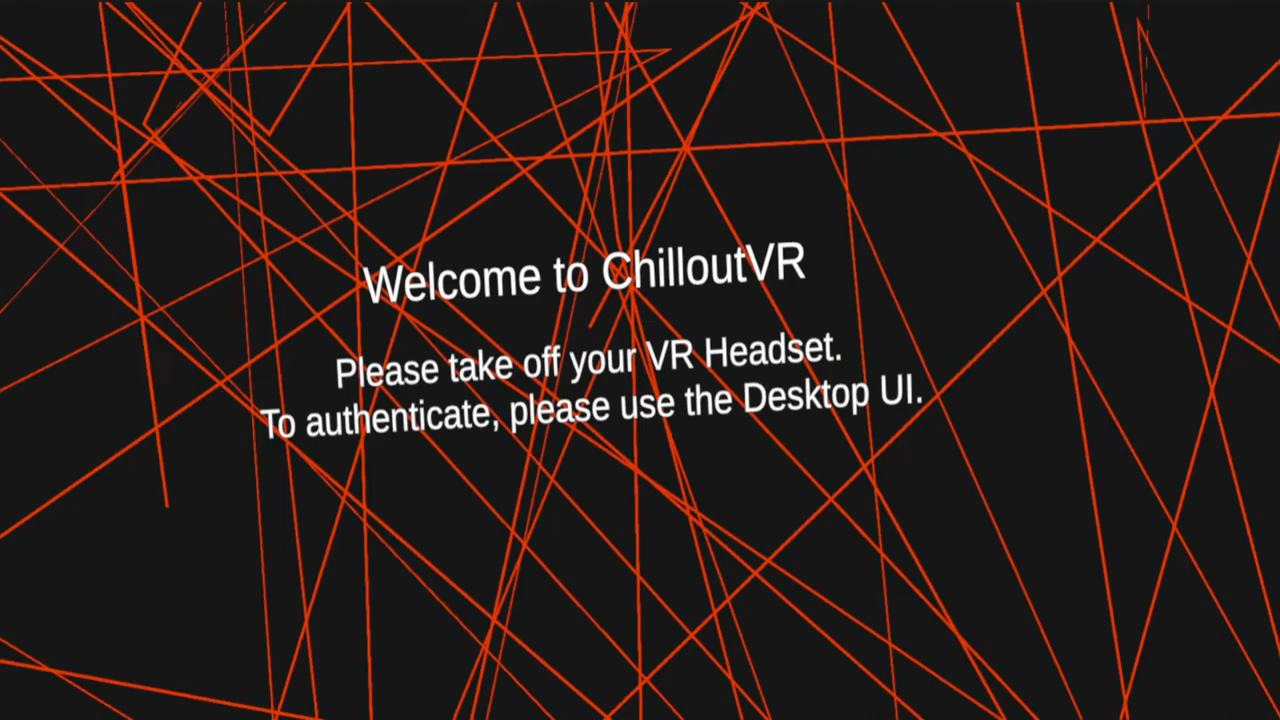 Welcome to ChilloutVR
Please take off your VR Headset.
To authenticate, please use the Desktop UI.